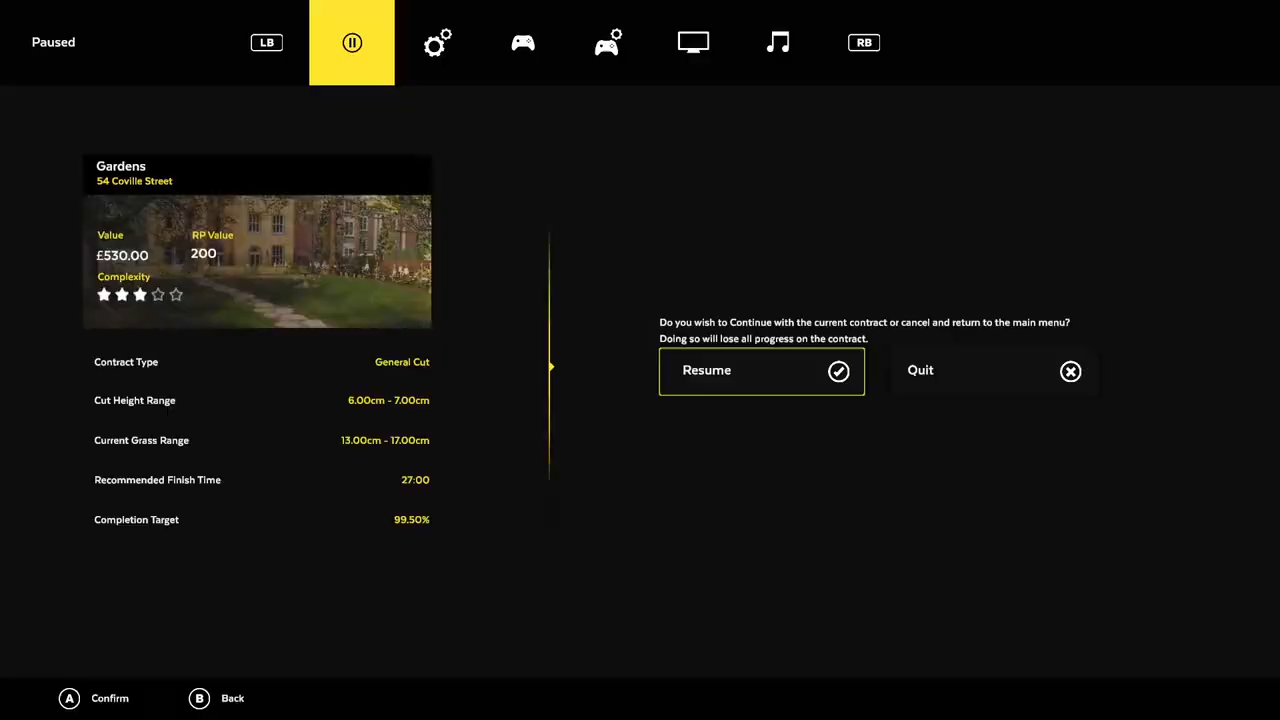 Paused
LB
RB
Gardens
54 Coville Street
Value
RP Value
£530.00
200
Complexity
Contract Type
General Cut
Cut Height Range
6.00cm - 7.00cm
Current Grass Range
13.00cm - 17.00cm
Recommended Finish Time
27:00
Completion Target
99.50%
Do you wish to Continue with the current contract or cancel and return to the main menu?
Doing so will lose all progress on the contract.
Resume
Quit
A Confirm
B Back